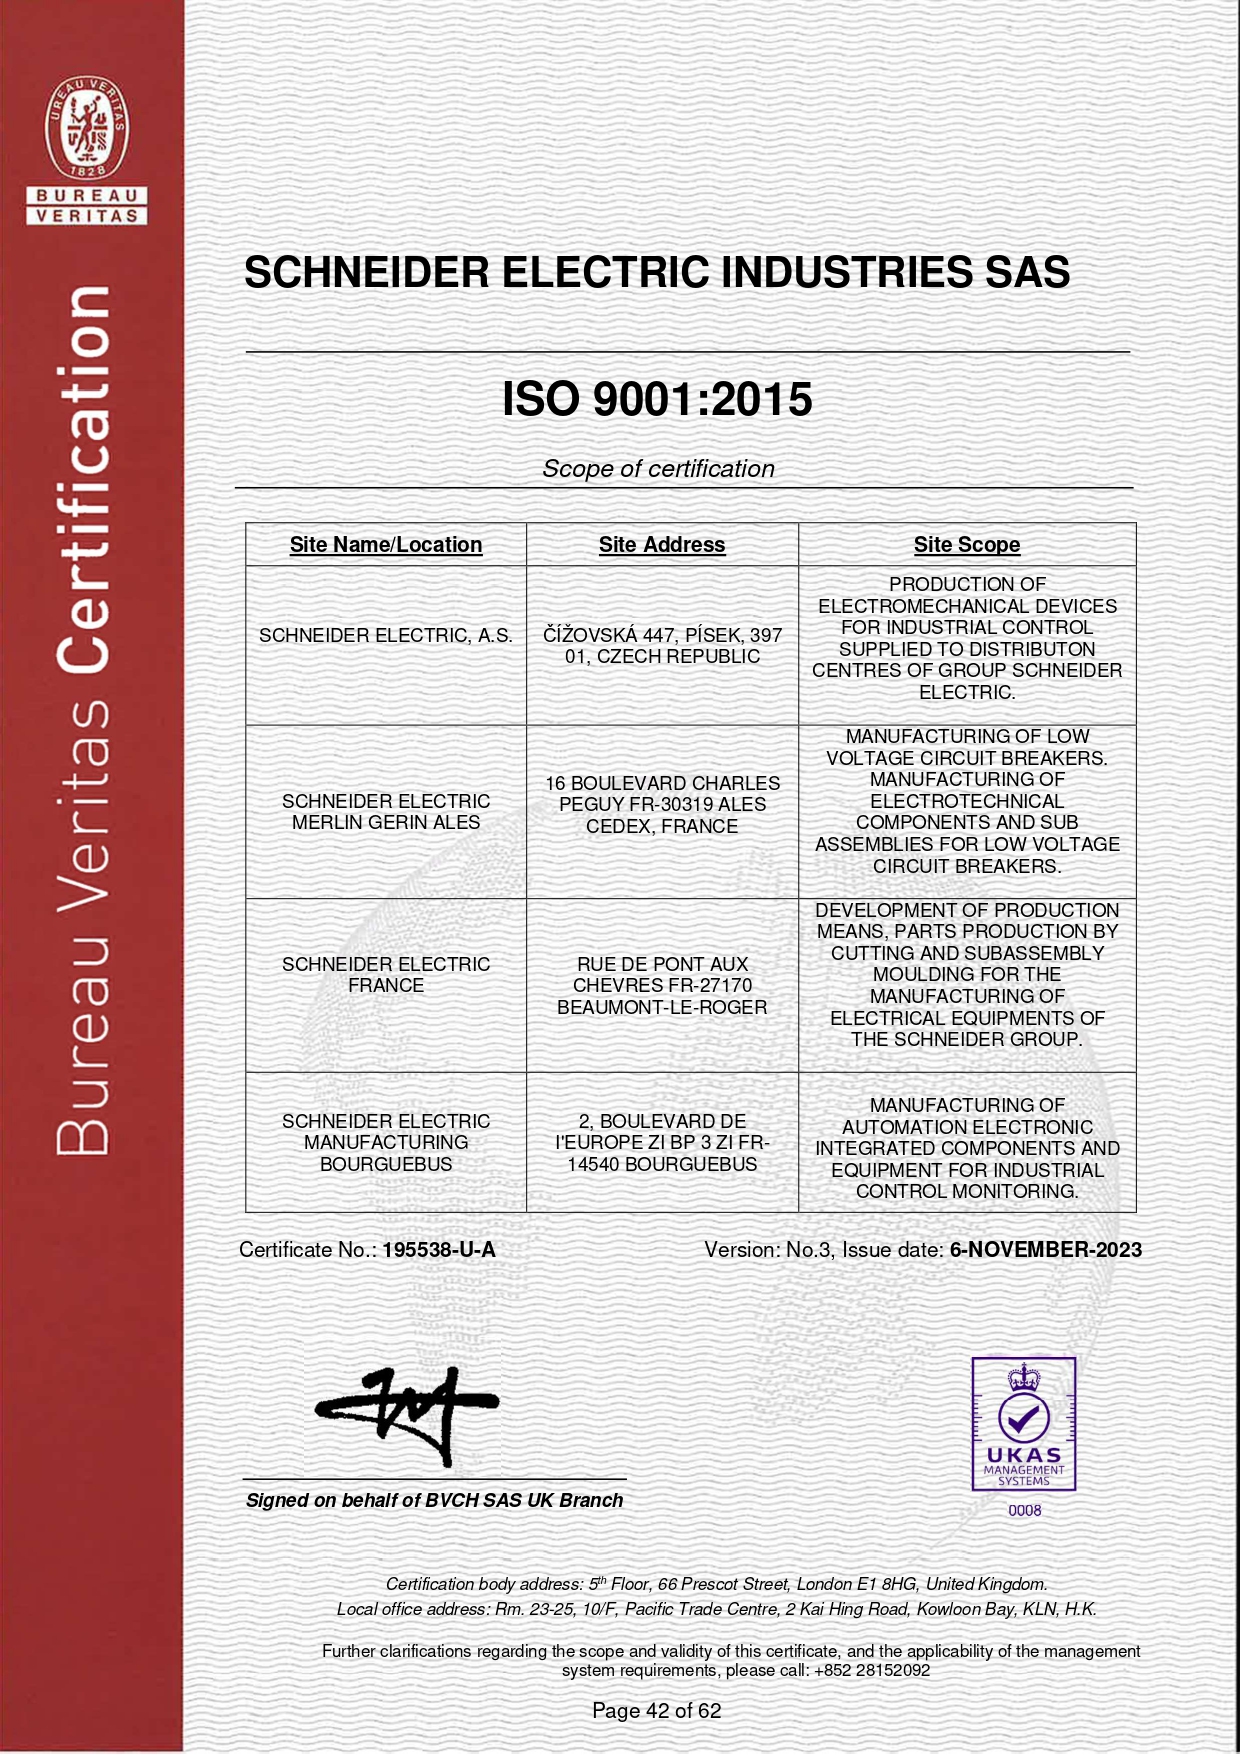 BUREAU VERITAS
1828
BUREAU
VERITAS
Bureau Veritas Certification
SCHNEIDER ELECTRIC INDUSTRIES SAS
ISO 9001:2015
Scope of certification
Site Name/Location
Site Address
Site Scope
SCHNEIDER ELECTRIC, A.S.
ČÍŽOVSKÁ 447, PÍSEK, 397
01, CZECH REPUBLIC
PRODUCTION OF
ELECTROMECHANICAL DEVICES
FOR INDUSTRIAL CONTROL
SUPPLIED TO DISTRIBUTON
CENTRES OF GROUP SCHNEIDER
ELECTRIC.
SCHNEIDER ELECTRIC
MERLIN GERIN ALES
16 BOULEVARD CHARLES
PEGUY FR-30319 ALES
CEDEX, FRANCE
MANUFACTURING OF LOW
VOLTAGE CIRCUIT BREAKERS.
MANUFACTURING OF
ELECTROTECHNICAL
COMPONENTS AND SUB
ASSEMBLIES FOR LOW VOLTAGE
CIRCUIT BREAKERS.
SCHNEIDER ELECTRIC
FRANCE
RUE DE PONT AUX
CHEVRES FR-27170
BEAUMONT-LE-ROGER
DEVELOPMENT OF PRODUCTION
MEANS, PARTS PRODUCTION BY
CUTTING AND SUBASSEMBLY
MOULDING FOR THE
MANUFACTURING OF
ELECTRICAL EQUIPMENTS OF
THE SCHNEIDER GROUP.
SCHNEIDER ELECTRIC
MANUFACTURING
BOURGUEBUS
2, BOULEVARD DE
l'EUROPE ZI BP 3 ZI FR-
14540 BOURGUEBUS
MANUFACTURING OF
AUTOMATION ELECTRONIC
INTEGRATED COMPONENTS AND
EQUIPMENT FOR INDUSTRIAL
CONTROL MONITORING.
Certificate No.: 195538-U-A
Version: No.3, Issue date: 6-NOVEMBER-2023
UKAS
MANAGEMENT
SYSTEMS
0008
Signed on behalf of BVCH SAS UK Branch
Certification body address: 5th Floor, 66 Prescot Street, London E1 8HG, United Kingdom.
Local office address: Rm. 23-25, 10/F, Pacific Trade Centre, 2 Kai Hing Road, Kowloon Bay, KLN, H.K.
Further clarifications regarding the scope and validity of this certificate, and the applicability of the management
system requirements, please call: +852 28152092
Page 42 of 62